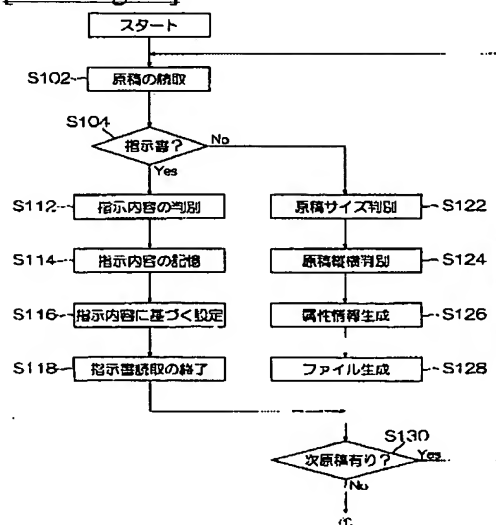 スタート
S102
原稿の読取
S104
指示書?
No
Yes
S112
指示内容の判別
原稿サイズ判別
S122
S114
指示内容の記憶
原稿縦横判別
S124
S116
指示内容に基づく設定
属性情報生成
S126
S118
指示書読取の終了
ファイル生成
S128
S130
次原稿有り?
Yes
No